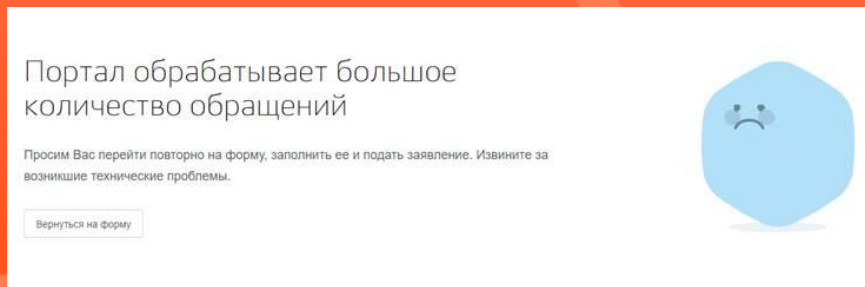 Портал обрабатывает большое
количество обращений
Просим Вас перейти повторно на форму, заполнить ее и подать заявление. Извините за
возникшие технические проблемы.
Вернуться на форму